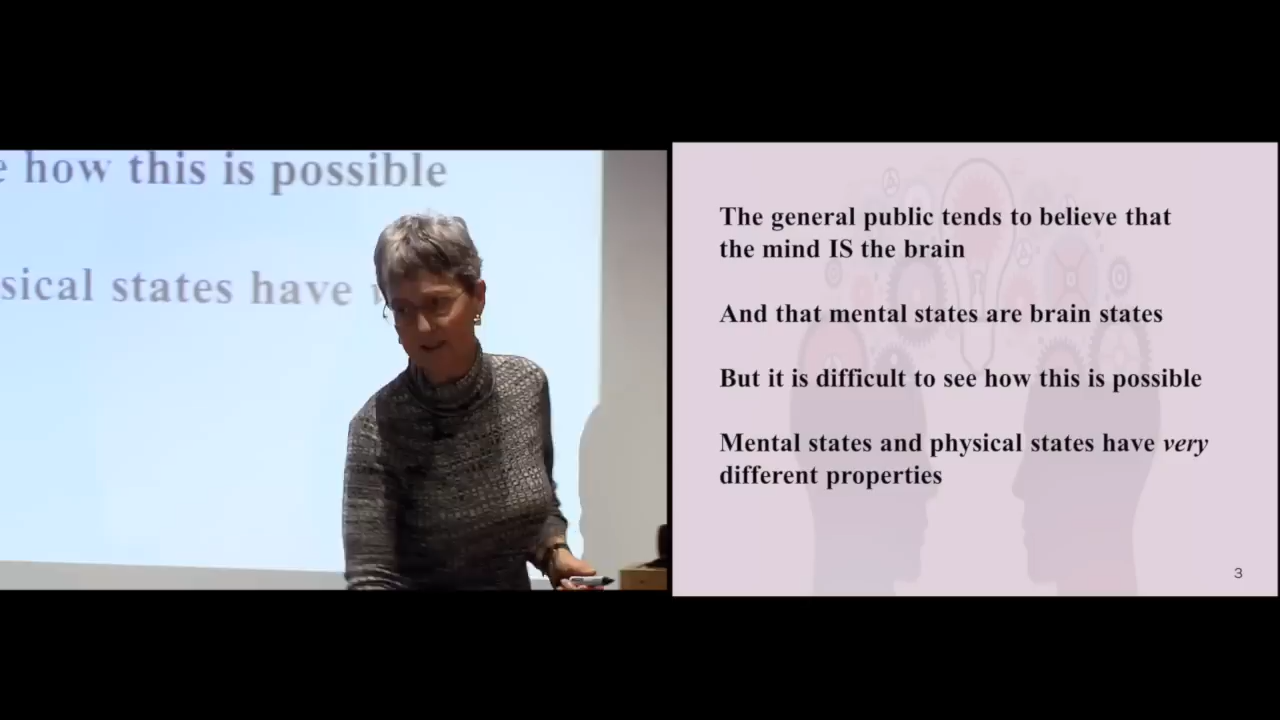 how this is possible
sical states have
The general public tends to believe that
the mind IS the brain
And that mental states are brain states
But it is difficult to see how this is possible
Mental states and physical states have very
different properties
3